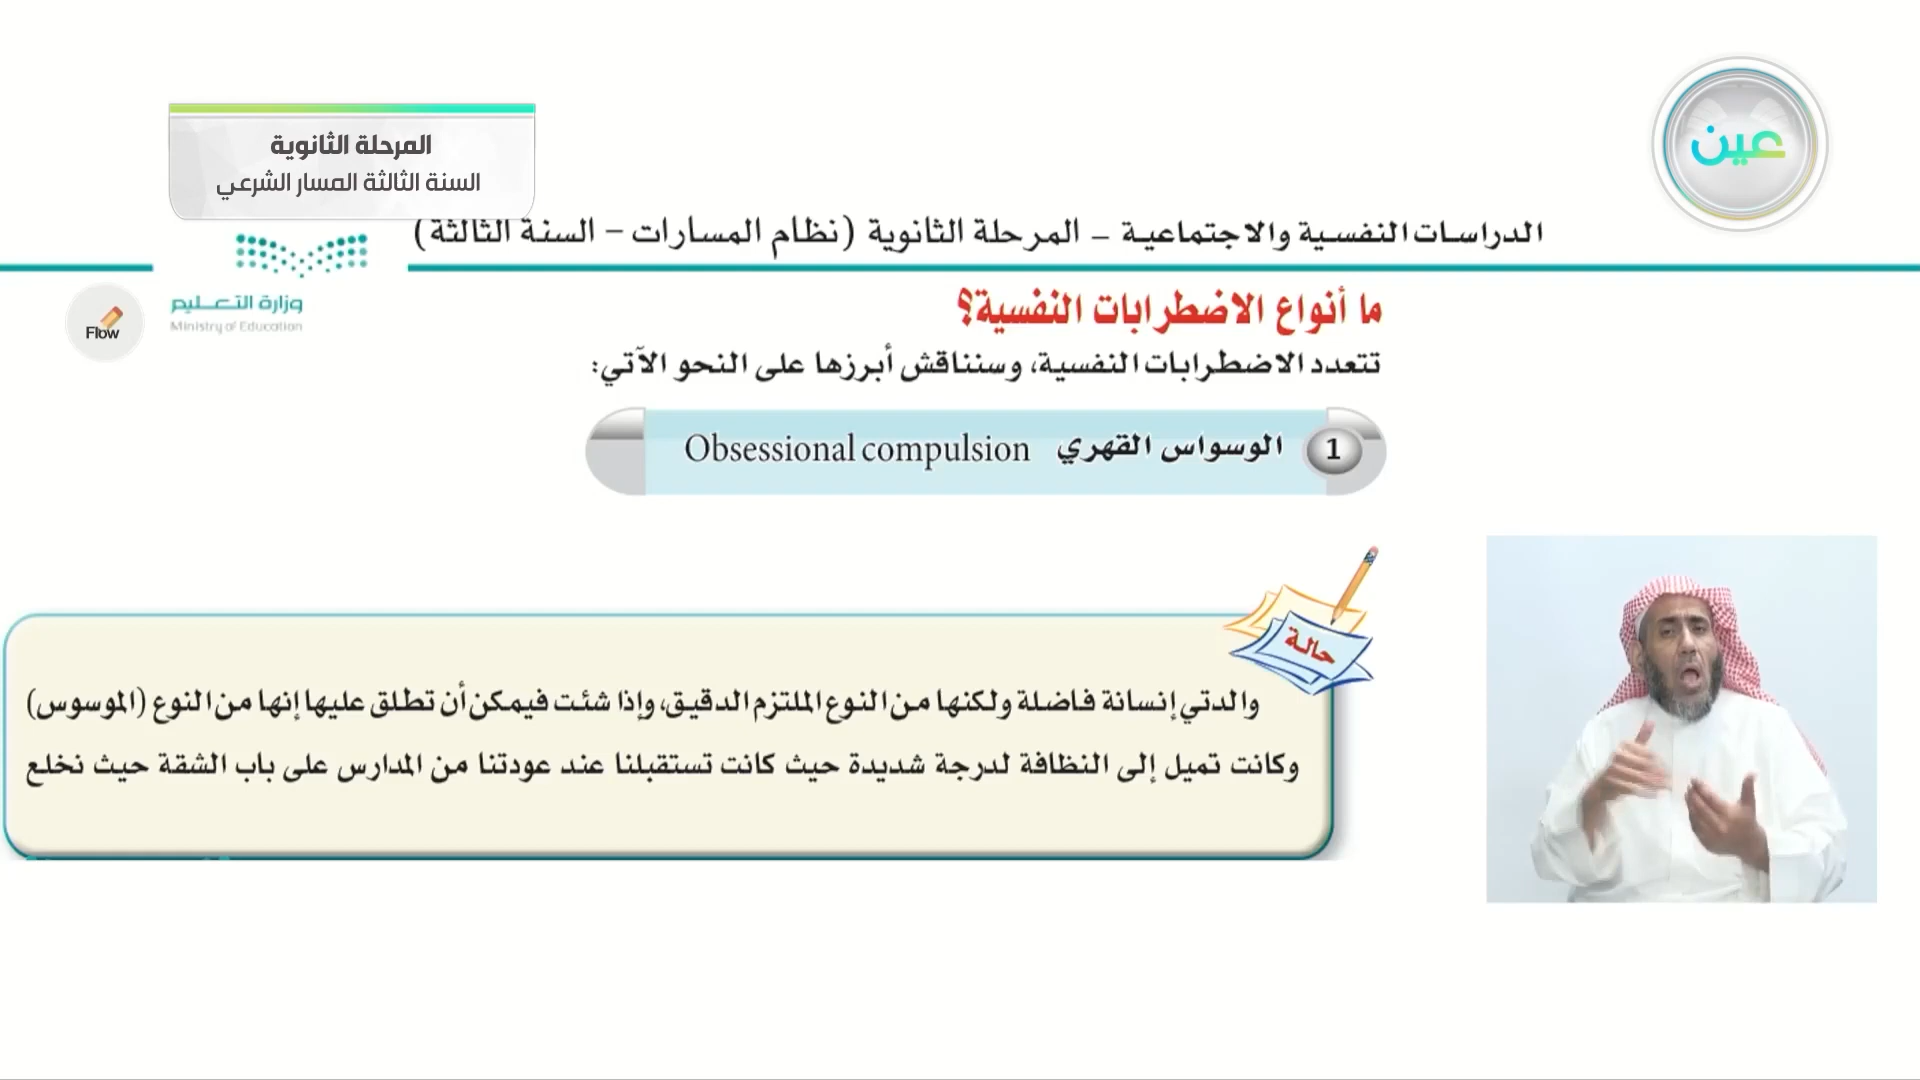 عين
المرحلة الثانوية
السنة الثالثة المسار الشرعي
الدراسات النفسية والاجتماعية – المرحلة الثانوية (نظام المسارات – السنة الثالثة)
وزارة التعليم
Ministry of Education
Flow
ما أنواع الاضطرابات النفسية؟
تتعدد الاضطرابات النفسية، وسنناقش أبرزها على النحو الآتي:
1 الوسواس القهري Obsessional compulsion
حالة
والدتي إنسانة فاضلة ولكنها من النوع الملتزم الدقيق، وإذا شئت فيمكن أن تطلق عليها إنها من النوع (الموسوس)
وكانت تميل إلى النظافة لدرجة شديدة حيث كانت تستقبلنا عند عودتنا من المدارس على باب الشقة حيث نخلع